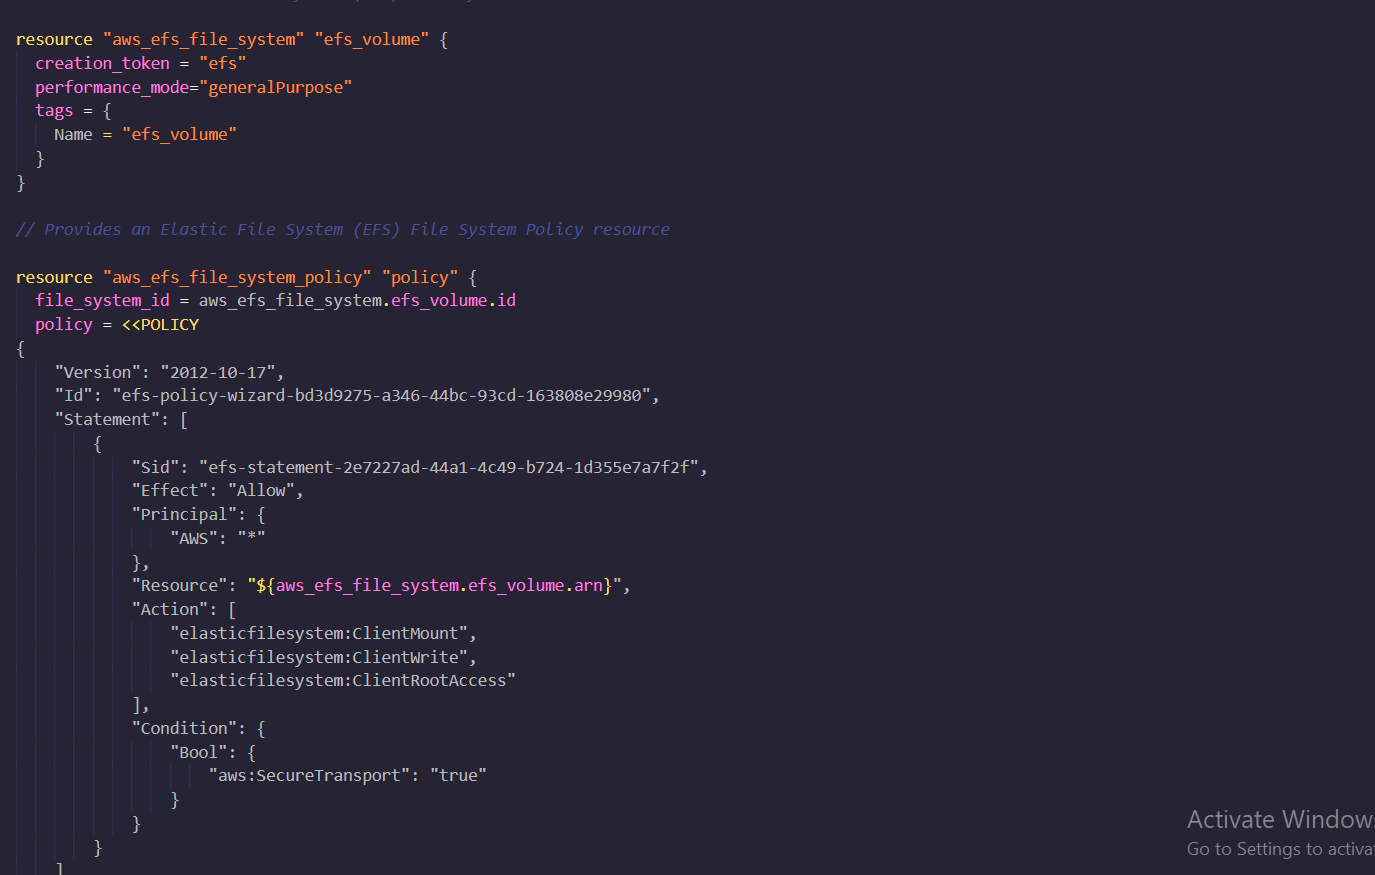 resource "aws_efs_file_system" "efs_volume" {
  creation_token = "efs"
  performance_mode="generalPurpose"
  tags = {
    Name = "efs_volume"
  }
}
// Provides an Elastic File System (EFS) File System Policy resource
resource "aws_efs_file_system_policy" "policy" {
  file_system_id = aws_efs_file_system.efs_volume.id
  policy = <<POLICY
{
    "Version": "2012-10-17",
    "Id": "efs-policy-wizard-bd3d9275-a346-44bc-93cd-163808e29980",
    "Statement": [
        {
            "Sid": "efs-statement-2e7227ad-44a1-4c49-b724-1d355e7a7f2f",
            "Effect": "Allow",
            "Principal": {
                "AWS": "*"
            },
            "Resource": "${aws_efs_file_system.efs_volume.arn}",
            "Action": [
                "elasticfilesystem:ClientMount",
                "elasticfilesystem:ClientWrite",
                "elasticfilesystem:ClientRootAccess"
            ],
            "Condition": {
                "Bool": {
                    "aws:SecureTransport": "true"
                }
            }
        }
    ]
Activate Windows
Go to Settings to activat